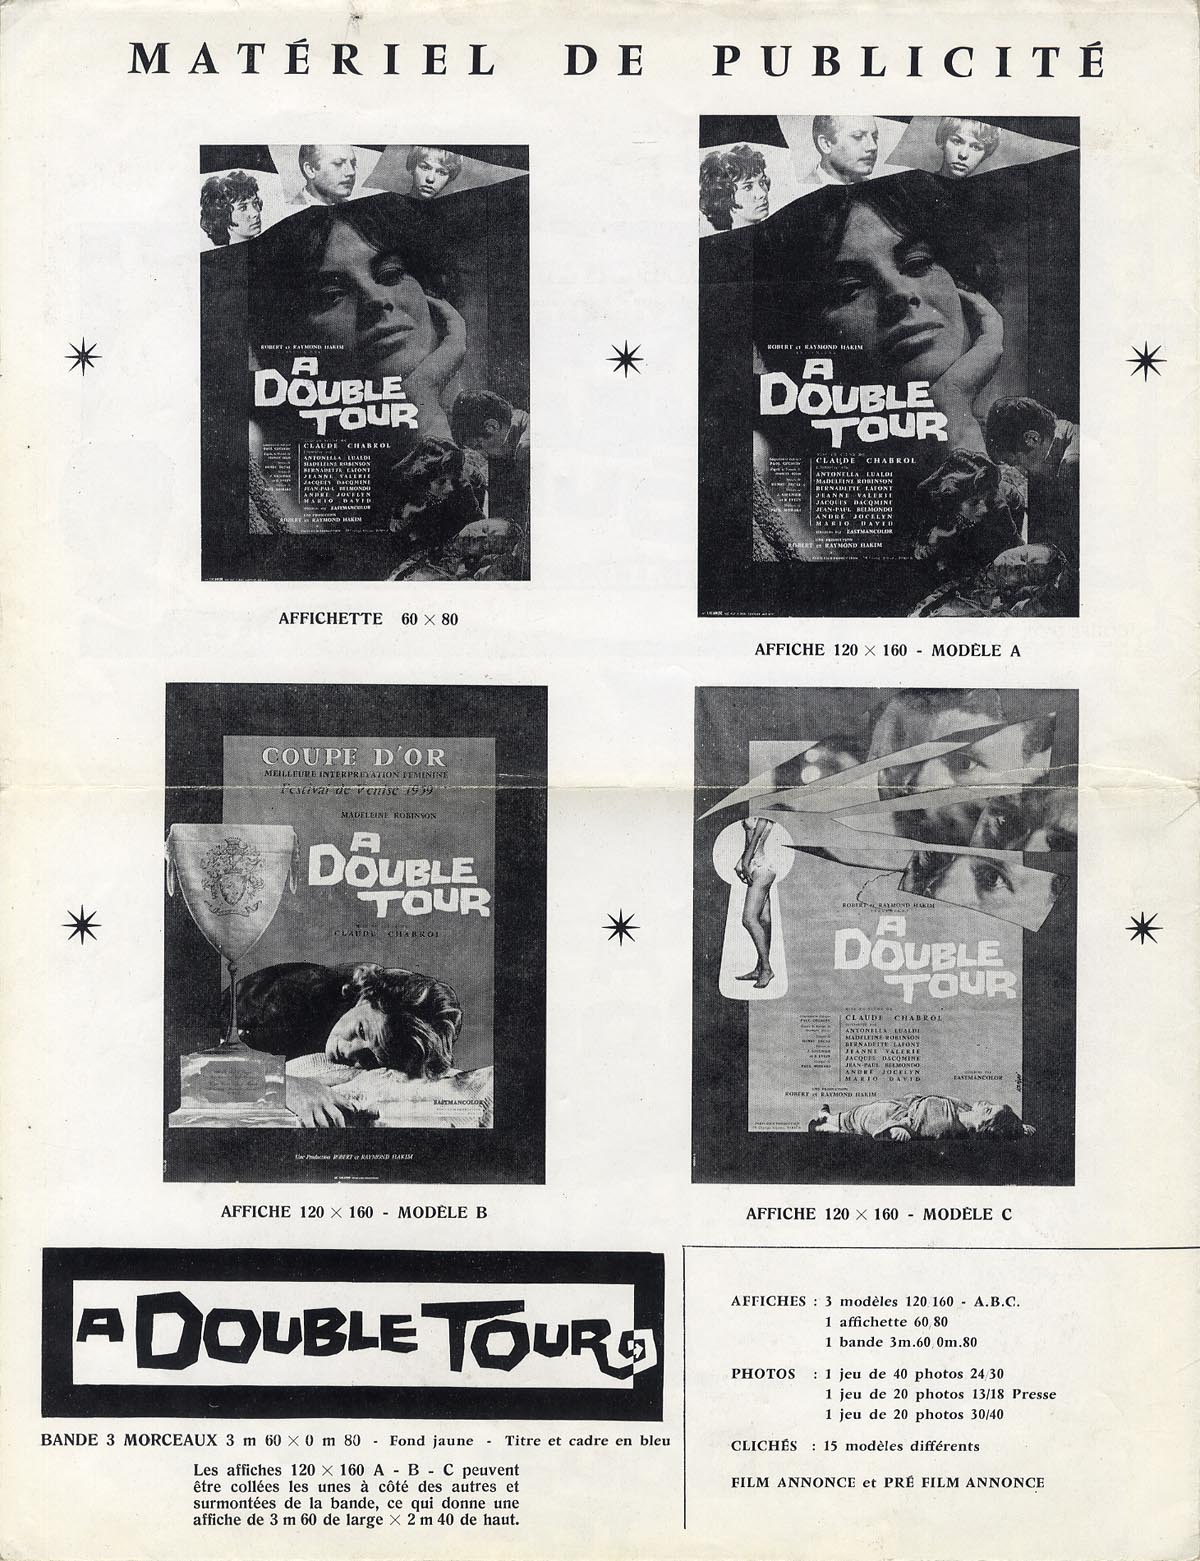 MATÉRIEL DE PUBLICITÉ
ROBERT et RAYMOND HAKIM
A
DOUBLE
TOUR
CLAUDE CHABROL
ANTONELLA LUALDI
MADELEINE ROBINSON
BERNADETTE LAFONT
JEANNE VALERIE
JACQUES DACQMINE
JEAN-PAUL BELMONDO
ANDRÉ JOCELYN
MARIO DAVID
EASTMANCOLOR
ROBERT et RAYMOND HAKIM
AFFICHETTE 60 × 80
ROBERT et RAYMOND HAKIM
A
DOUBLE
TOUR
CLAUDE CHABROL
ANTONELLA LUALDI
MADELEINE ROBINSON
BERNADETTE LAFONT
JEANNE VALERIE
JACQUES DACQMINE
JEAN-PAUL BELMONDO
ANDRÉ JOCELYN
MARIO DAVID
EASTMANCOLOR
ROBERT et RAYMOND HAKIM
AFFICHE 120 × 160 - MODÈLE A
COUPE D'OR
MEILLEURE INTERPRETATION FEMININE
Festival de Venise 1959
MADELEINE ROBINSON
A
DOUBLE
TOUR
CLAUDE CHABROL
EASTMANCOLOR
Une Production ROBERT et RAYMOND HAKIM
AFFICHE 120 × 160 - MODÈLE B
ROBERT et RAYMOND HAKIM
A
DOUBLE
TOUR
CLAUDE CHABROL
ANTONELLA LUALDI
MADELEINE ROBINSON
BERNADETTE LAFONT
JEANNE VALERIE
JACQUES DACQMINE
JEAN-PAUL BELMONDO
ANDRÉ JOCELYN
MARIO DAVID
EASTMANCOLOR
ROBERT et RAYMOND HAKIM
AFFICHE 120 × 160 - MODÈLE C
A DOUBLE TOUR
BANDE 3 MORCEAUX 3 m 60 × 0 m 80 - Fond jaune - Titre et cadre en bleu
Les affiches 120 × 160 A - B - C peuvent
être collées les unes à côté des autres et
surmontées de la bande, ce qui donne une
affiche de 3 m 60 de large × 2 m 40 de haut.
AFFICHES : 3 modèles 120/160 - A.B.C.
1 affichette 60/80
1 bande 3m.60/0m.80
PHOTOS : 1 jeu de 40 photos 24/30
1 jeu de 20 photos 13/18 Presse
1 jeu de 20 photos 30/40
CLICHÉS : 15 modèles différents
FILM ANNONCE et PRÉ FILM ANNONCE